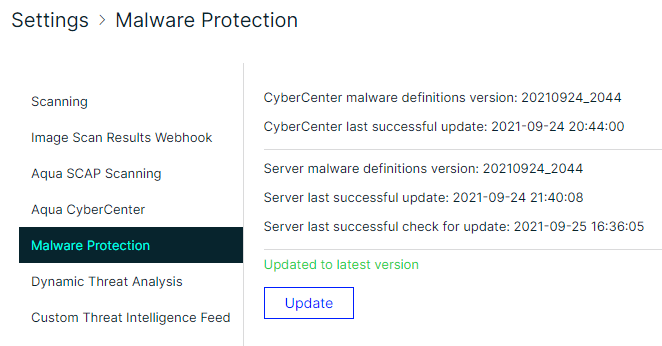 Settings > Malware Protection
Scanning
Image Scan Results Webhook
Aqua SCAP Scanning
Aqua CyberCenter
Malware Protection
Dynamic Threat Analysis
Custom Threat Intelligence Feed
CyberCenter malware definitions version: 20210924_2044
CyberCenter last successful update: 2021-09-24 20:44:00
Server malware definitions version: 20210924_2044
Server last successful update: 2021-09-24 21:40:08
Server last successful check for update: 2021-09-25 16:36:05
Updated to latest version
Update